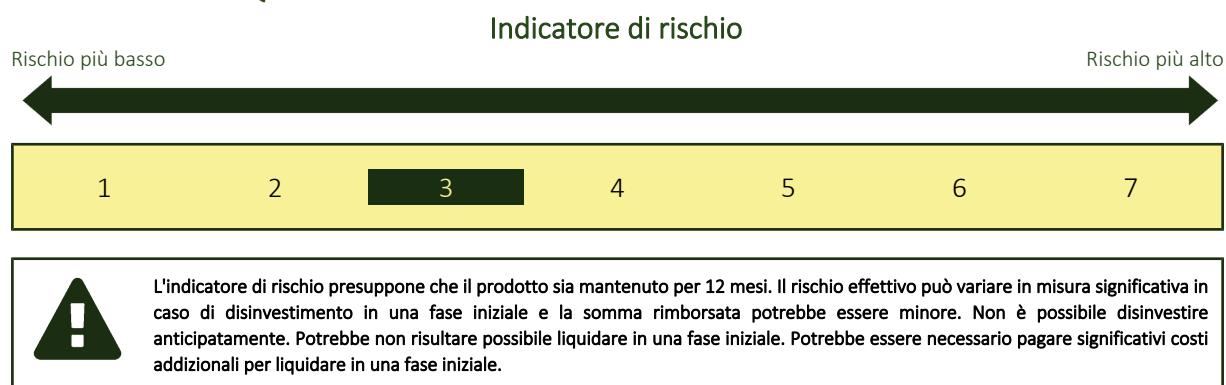 Indicatore di rischio
Rischio più basso
Rischio più alto
1 2 3 4 5 6 7
L'indicatore di rischio presuppone che il prodotto sia mantenuto per 12 mesi. Il rischio effettivo può variare in misura significativa in
caso di disinvestimento in una fase iniziale e la somma rimborsata potrebbe essere minore. Non è possibile disinvestire
anticipatamente. Potrebbe non risultare possibile liquidare in una fase iniziale. Potrebbe essere necessario pagare significativi costi
addizionali per liquidare in una fase iniziale.